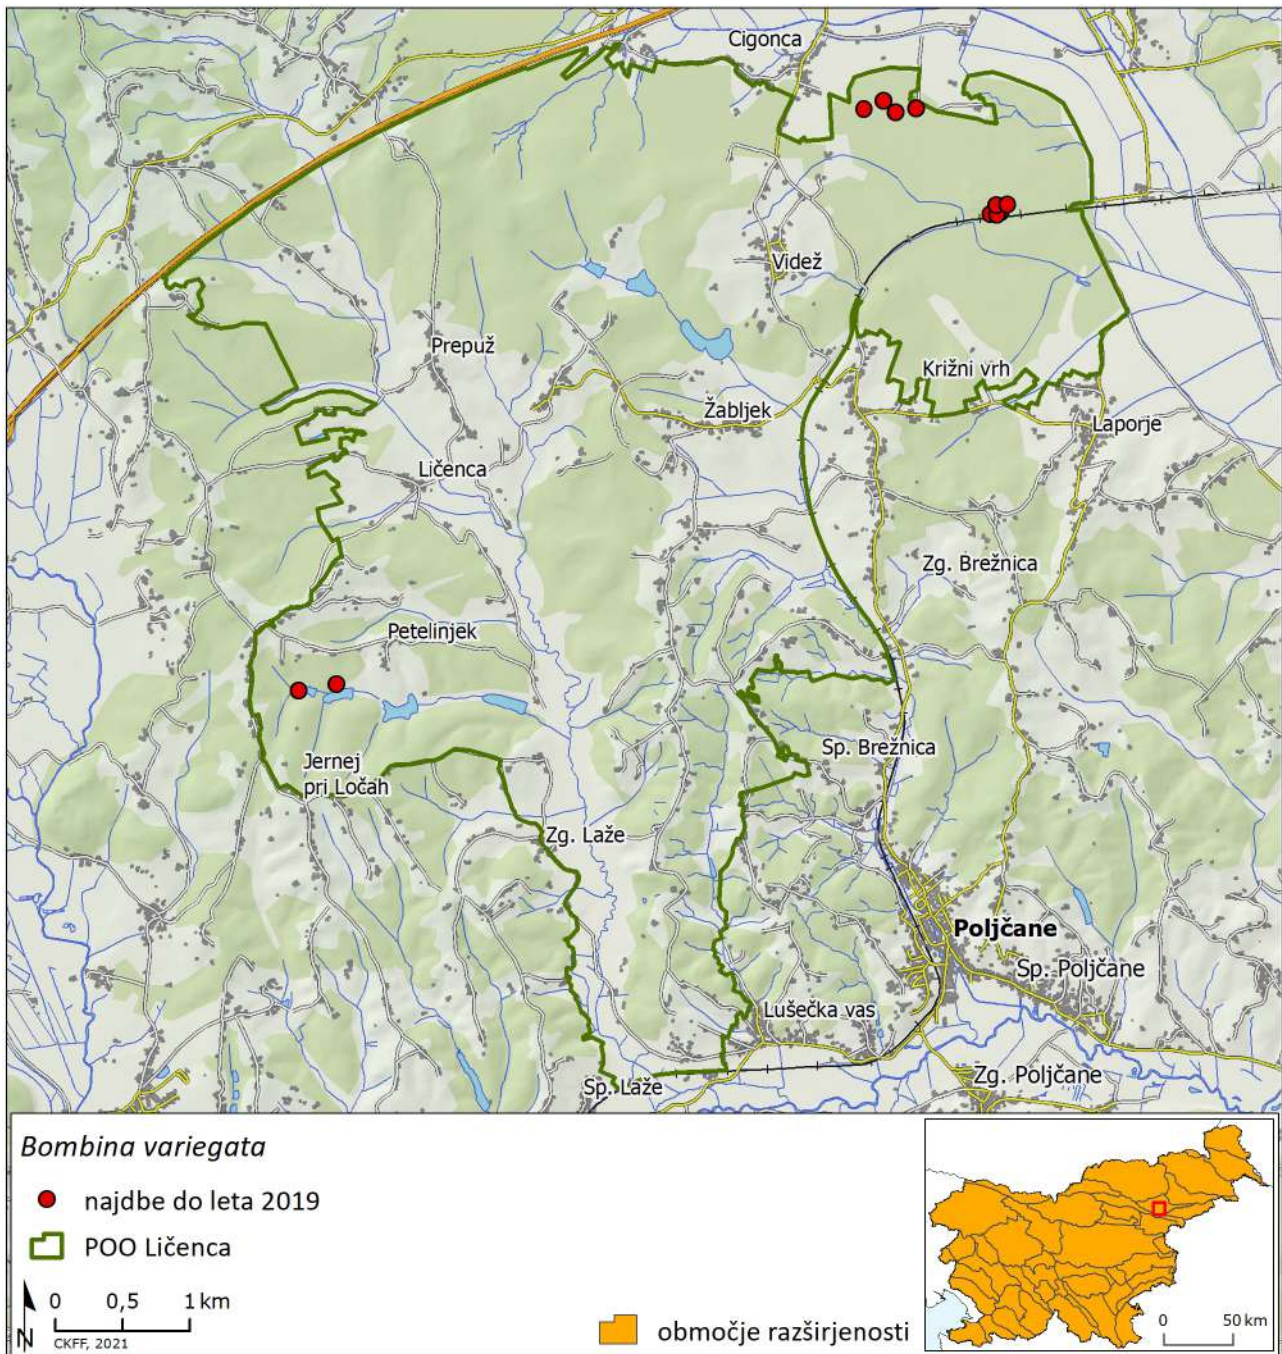 Cigonca
Videž
Prepuž
Križni vrh
Žabljek
Laporje
Ličenca
Zg. Brežnica
Petelinjek
Sp. Brežnica
Jernej
pri Ločah
Zg. Laže
Poljčane
Sp. Poljčane
Lušečka vas
Sp. Laže
Zg. Poljčane
Bombina variegata
najdbe do leta 2019
POO Ličenca
0 0,5 1 km
N
CKFF, 2021
območje razširjenosti
0 50 km